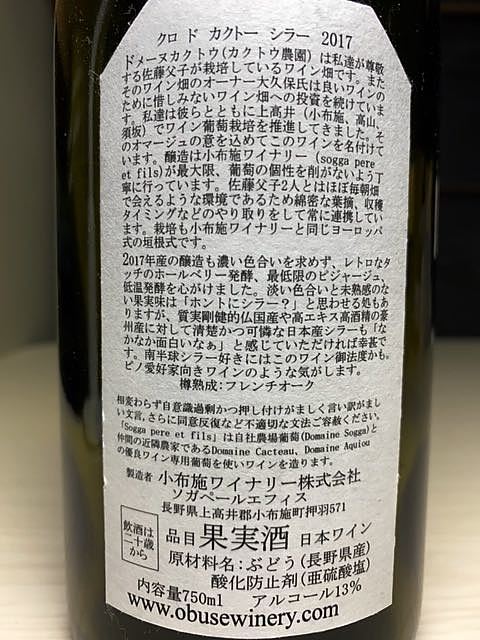 クロ ド カクトー シラー 2017
ドメーヌカクトウ(カクトウ農園)は私達が尊敬
する佐藤父子が栽培しているワイン畑です。また
そのワイン畑のオーナー大久保氏は良いワインの
ために惜しみないワイン畑への投資を続けていま
す。私達は彼らとともに上高井(小布施、高山、
須坂)でワイン葡萄栽培を推進してきました。そ
のオマージュの意を込めてこのワインを名付けて
います。醸造は小布施ワイナリー(sogga pere
et fils)が最大限、葡萄の個性を削がないよう丁
寧に行っています。佐藤父子2人とはほぼ毎朝畑
で会えるような環境であるため綿密な葉摘、収穫
タイミングなどのやり取りをして常に連携してい
ます。栽培も小布施ワイナリーと同じヨーロッパ
式の垣根式です。
2017年産の醸造も濃い色合いを求めず、レトロなタ
ッチのホールベリー発酵、最低限のピジャージュ、
低温発酵を心がけました。淡い色合いと未熟感のな
い果実味は「ホントにシラー?」と思わせる処もあ
りますが、質実剛健的仏国産や高エキス高酒精の豪
州産に対して清楚かつ可憐な日本産シラーも「な
かなか面白いなぁ」と感じていただければ幸甚で
す。南半球シラー好きにはこのワイン御法度かも。
ピノ愛好家向きワインのような気がします。
樽熟成:フレンチオーク
相変わらず自意識過剰かつ押し付けがましく言い訳がまし
い文言,さらに同意反復など不適切な文法ご容赦ください。
「Sogga pere et fils」は自社農場葡萄(Domaine Sogga)と
仲間の近隣農家であるDomaine Cacteau, Domaine Aquiou
の優良ワイン専用葡萄を使いワインを造ります。
製造者 小布施ワイナリー株式会社
ソガペールエフィス
長野県上高井郡小布施町押羽571
飲酒は
二十歳
から
品目 果実酒 日本ワイン
原材料名:ぶどう(長野県産)
酸化防止剤(亜硫酸塩)
内容量750ml アルコール13%
www.obusewinery.com